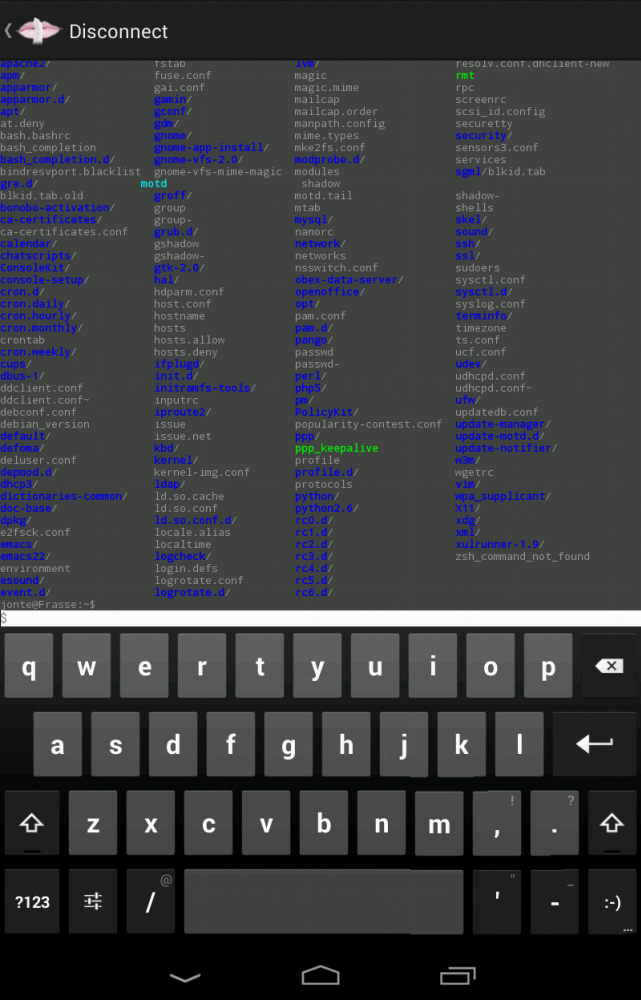 Disconnect
apache2/ fstab lvm/ resolv.conf.dhclient-new
apm/ fuse.conf magic rmt
apparmor/ gai.conf magic.mime rpc
apparmor.d/ gamin/ mailcap screenrc
apt/ gconf/ mailcap.order scsi_id.config
at.deny gdm/ manpath.config securetty
bash.bashrc gnome/ mime.types security/
bash_completion gnome-app-install/ mke2fs.conf sensors3.conf
bash_completion.d/ gnome-vfs-2.0/ modprobe.d/ services
bindresvport.blacklist gnome-vfs-mime-magic modules sgml/blkid.tab
gre.d/ motd shadow
blkid.tab.old groff/ motd.tail shadow-
bonobo-activation/ group mtab shells
ca-certificates/ group- mysql/ skel/
ca-certificates.conf grub.d/ nanorc sound/
calendar/ gshadow network/ ssh/
chatscripts/ gshadow- networks ssl/
ConsoleKit/ gtk-2.0/ nsswitch.conf sudoers
console-setup/ hal/ obex-data-server/ sysctl.conf
cron.d/ hdparm.conf openoffice/ sysctl.d/
cron.daily/ host.conf opt/ syslog.conf
cron.hourly/ hostname pam.conf terminfo/
cron.monthly/ hosts pam.d/ timezone
crontab hosts.allow pango/ ts.conf
cron.weekly/ hosts.deny passwd ucf.conf
cups/ ifplugd/ passwd- udev/
dbus-1/ init.d/ perl/ udhcpd.conf
ddclient.conf initramfs-tools/ php5/ udhcpd.conf~
ddclient.conf~ inputrc pm/ ufw/
debconf.conf iproute2/ PolicyKit/ updatedb.conf
debian_version issue popularity-contest.conf update-manager/
default/ issue.net ppp/ update-motd.d/
defoma/ kbd/ ppp_keepalive update-notifier/
deluser.conf kernel/ profile w3m/
depmod.d/ kernel-img.conf profile.d/ wgetrc
dhcp3/ ldap/ protocols vim/
dictionaries-common/ ld.so.cache python/ wpa_supplicant/
doc-base/ ld.so.conf python2.6/ X11/
dpkg/ ld.so.conf.d/ rc0.d/ xdg/
e2fsck.conf locale.alias rc1.d/ xml/
emacs/ localtime rc2.d/ xulrunner-1.9/
emacs22/ logcheck/ rc3.d/ zsh_command_not_found
environment login.defs rc4.d/
esound/ logrotate.conf rc5.d/
event.d/ logrotate.d/ rc6.d/
jonte@Frasse:~$
$
q w e r t y u i o p
a s d f g h j k l
z x c v b n m , ! . ?
?123 / @ ' " - _ :-) ...